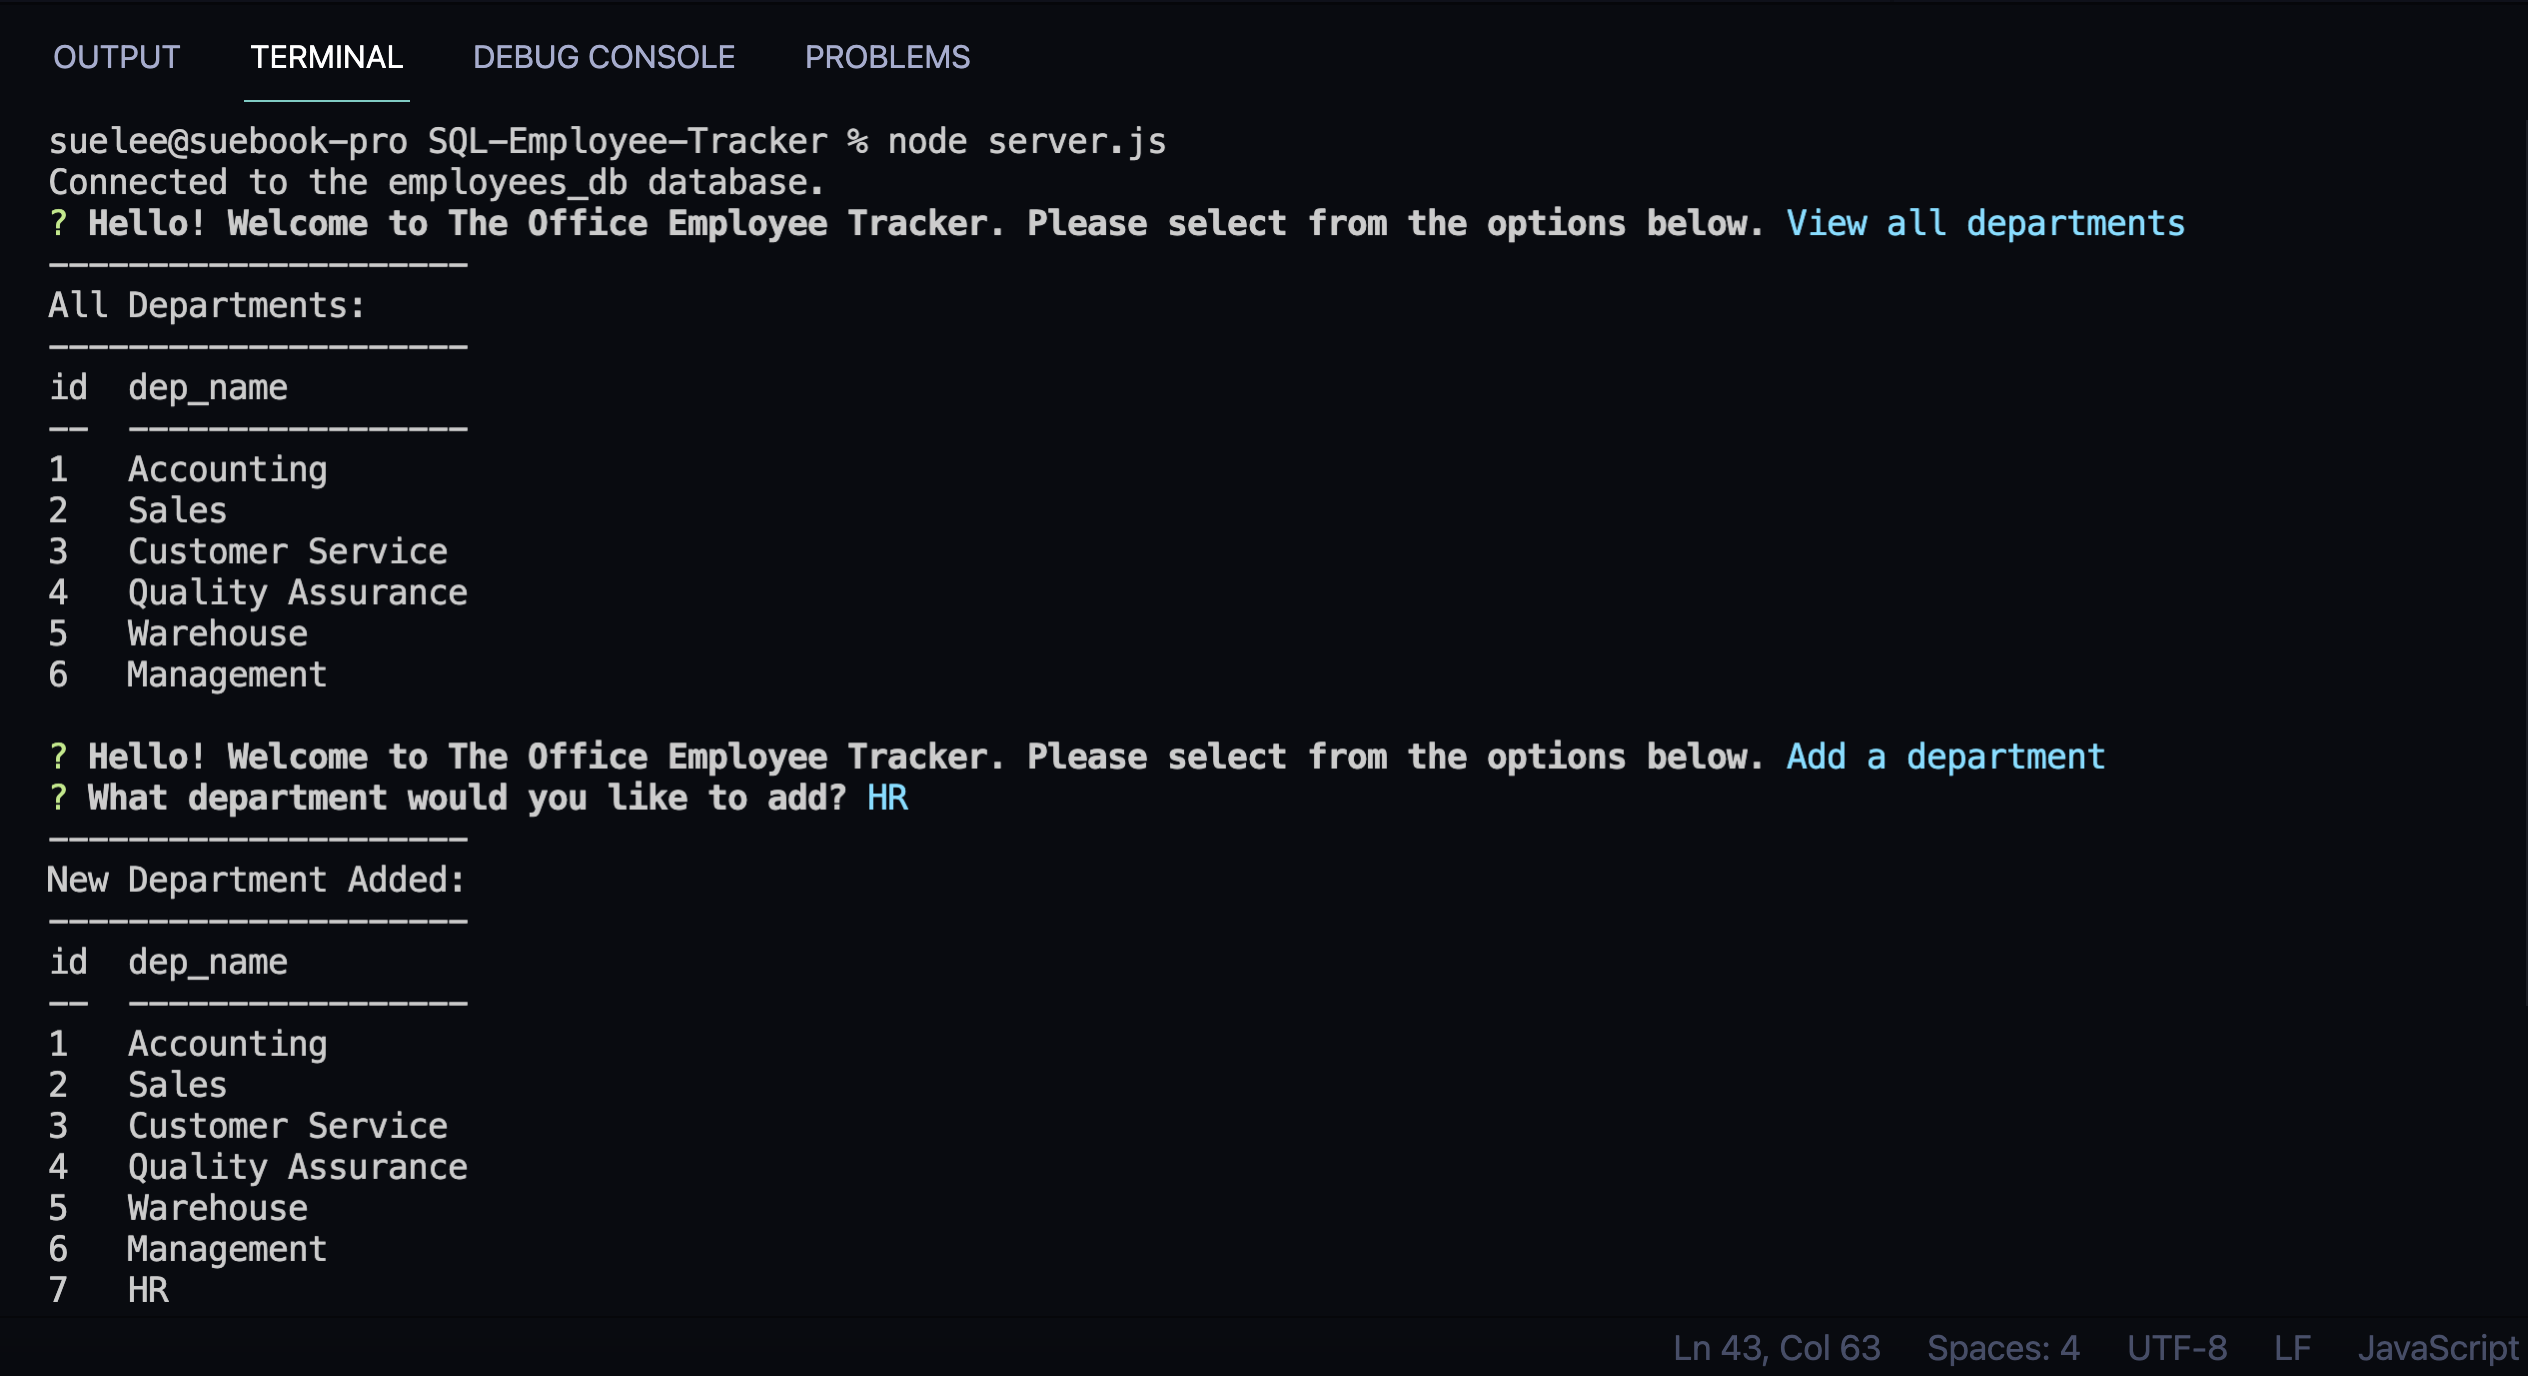 OUTPUT TERMINAL DEBUG CONSOLE PROBLEMS
suelee@suebook-pro SQL-Employee-Tracker % node server.js
Connected to the employees_db database.
? Hello! Welcome to The Office Employee Tracker. Please select from the options below. View all departments
---------------------
All Departments:
---------------------
id  dep_name
--  -----------------
1   Accounting
2   Sales
3   Customer Service
4   Quality Assurance
5   Warehouse
6   Management
? Hello! Welcome to The Office Employee Tracker. Please select from the options below. Add a department
? What department would you like to add? HR
---------------------
New Department Added:
---------------------
id  dep_name
--  -----------------
1   Accounting
2   Sales
3   Customer Service
4   Quality Assurance
5   Warehouse
6   Management
7   HR
Ln 43, Col 63 Spaces: 4 UTF-8 LF JavaScript